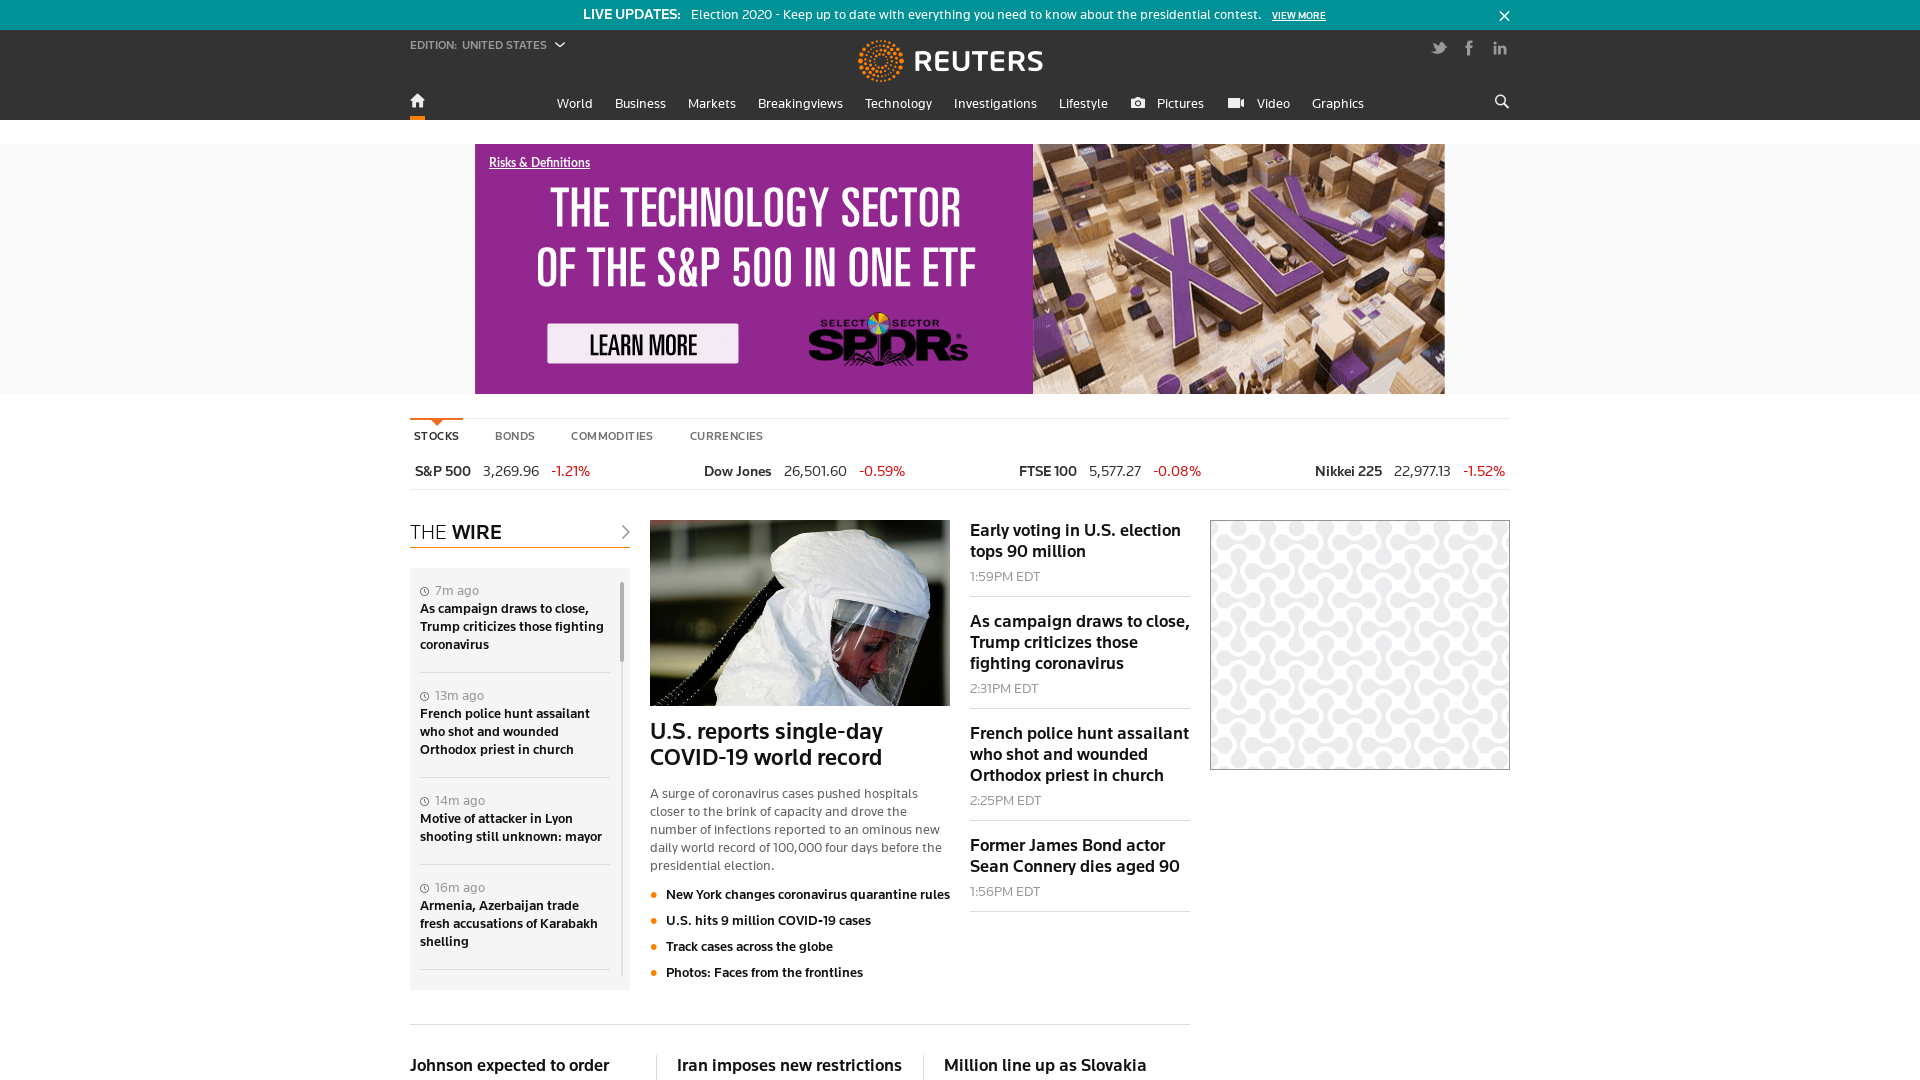 LIVE UPDATES: Election 2020 - Keep up to date with everything you need to know about the presidential contest. VIEW MORE
EDITION: UNITED STATES
REUTERS
World Business Markets Breakingviews Technology Investigations Lifestyle Pictures Video Graphics
Risks & Definitions
THE TECHNOLOGY SECTOR
OF THE S&P 500 IN ONE ETF
LEARN MORE
SELECT SECTOR
SPDRs
XLK
STOCKS BONDS COMMODITIES CURRENCIES
S&P 500 3,269.96 -1.21% Dow Jones 26,501.60 -0.59% FTSE 100 5,577.27 -0.08% Nikkei 225 22,977.13 -1.52%
THE WIRE
7m ago
As campaign draws to close,
Trump criticizes those fighting
coronavirus
13m ago
French police hunt assailant
who shot and wounded
Orthodox priest in church
14m ago
Motive of attacker in Lyon
shooting still unknown: mayor
16m ago
Armenia, Azerbaijan trade
fresh accusations of Karabakh
shelling
U.S. reports single-day
COVID-19 world record
A surge of coronavirus cases pushed hospitals
closer to the brink of capacity and drove the
number of infections reported to an ominous new
daily world record of 100,000 four days before the
presidential election.
New York changes coronavirus quarantine rules
U.S. hits 9 million COVID-19 cases
Track cases across the globe
Photos: Faces from the frontlines
Early voting in U.S. election
tops 90 million
1:59PM EDT
As campaign draws to close,
Trump criticizes those
fighting coronavirus
2:31PM EDT
French police hunt assailant
who shot and wounded
Orthodox priest in church
2:25PM EDT
Former James Bond actor
Sean Connery dies aged 90
1:56PM EDT
Johnson expected to order
Iran imposes new restrictions
Million line up as Slovakia